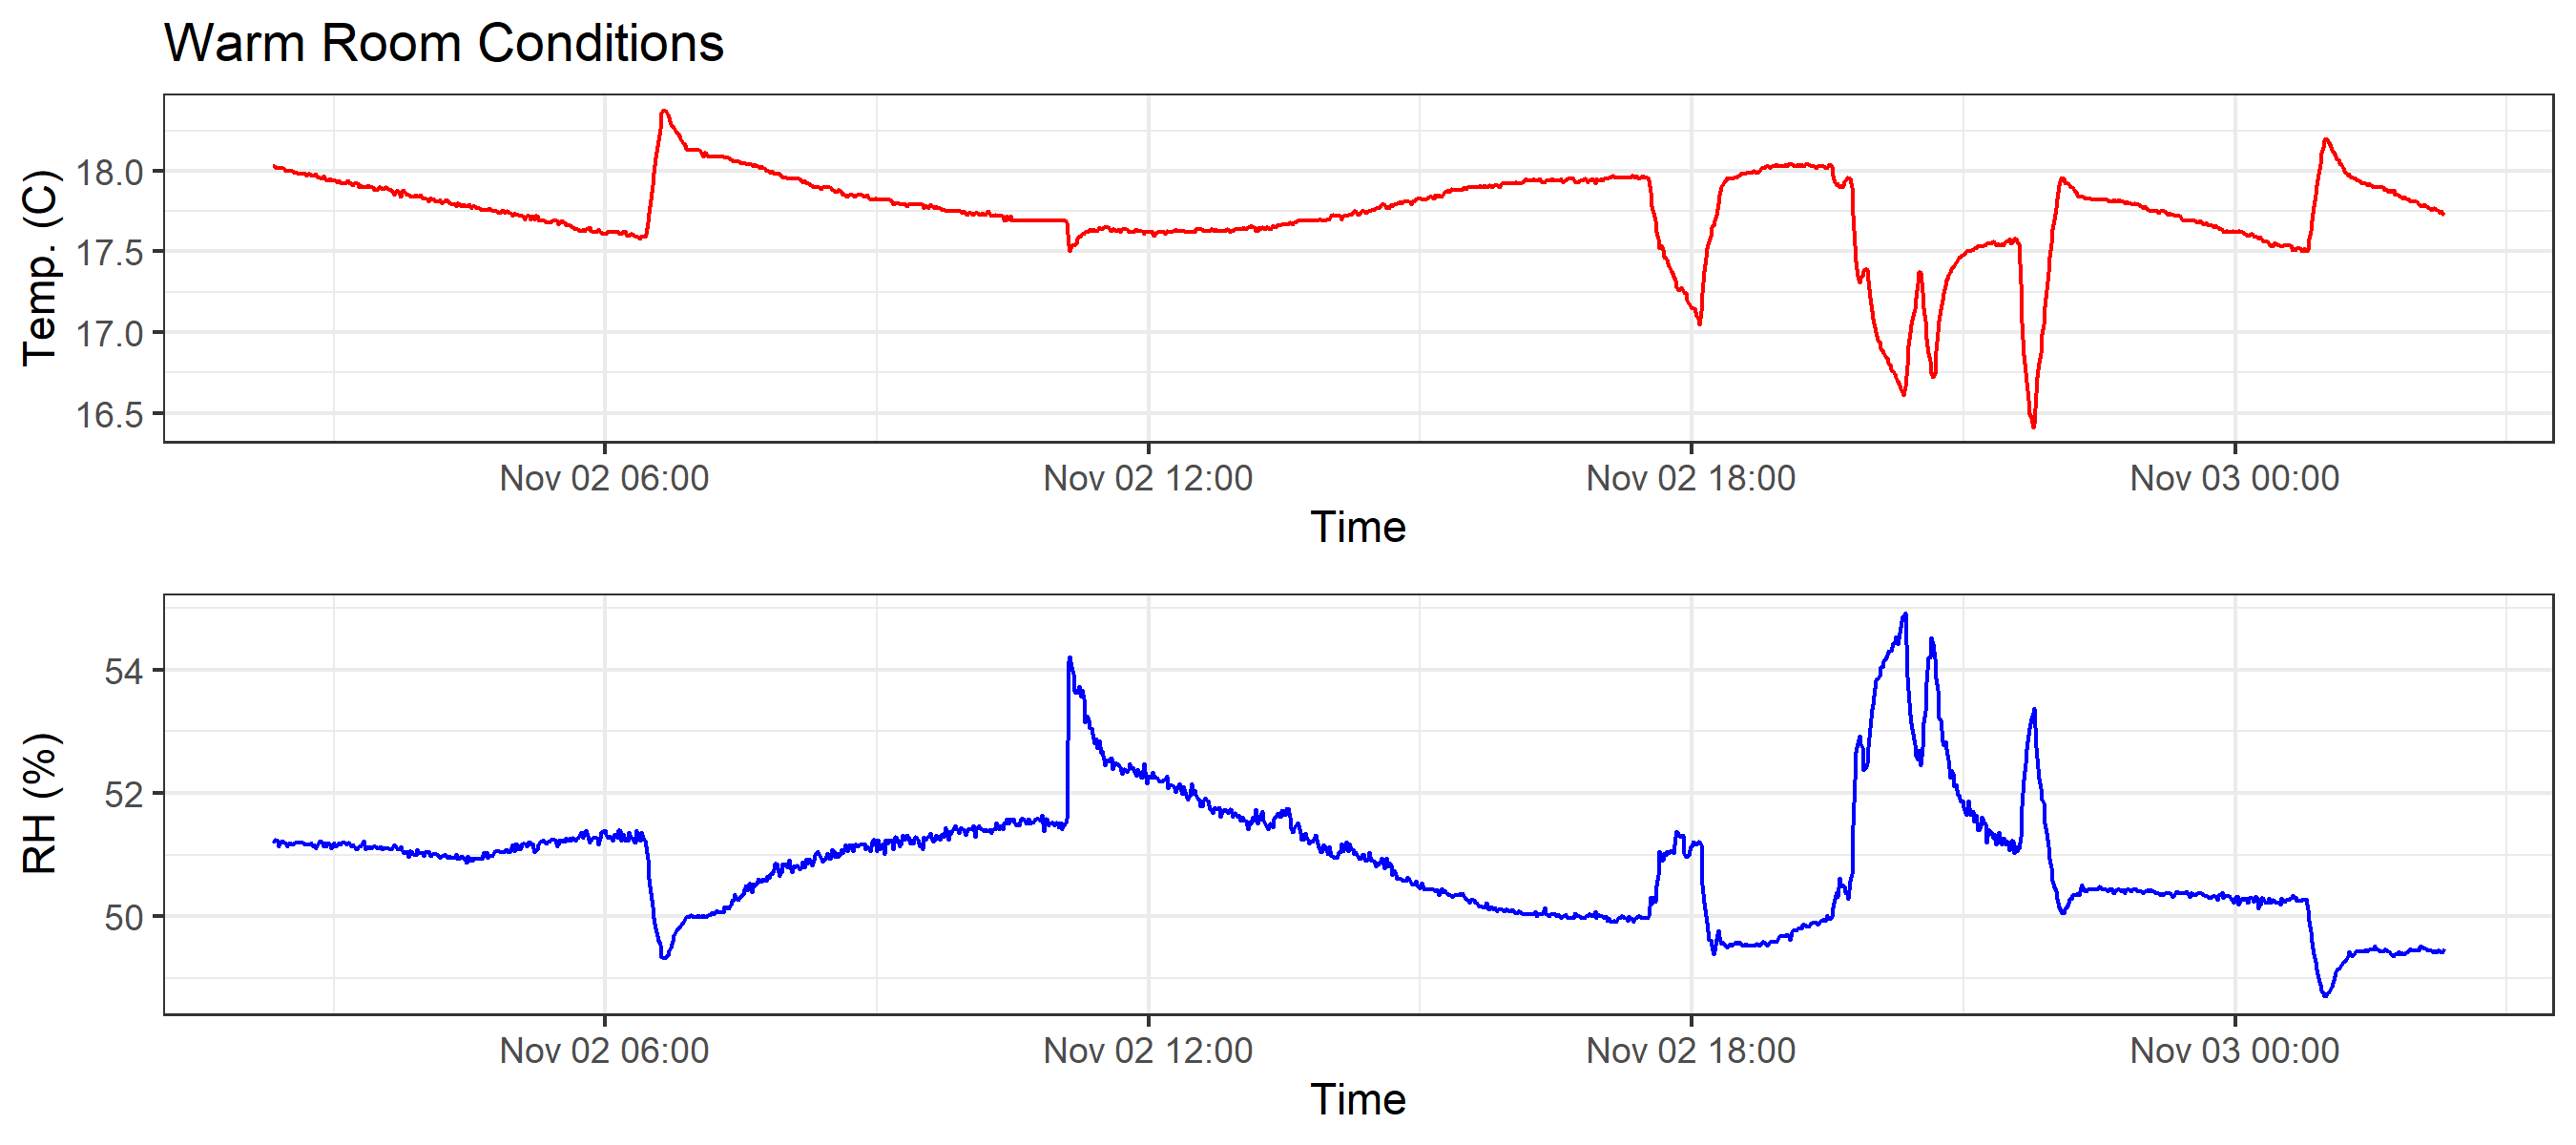 Warm Room Conditions
Temp. (C)
18.0
17.5
17.0
16.5
Nov 02 06:00 Nov 02 12:00 Nov 02 18:00 Nov 03 00:00
Time
RH (%)
54
52
50
Nov 02 06:00 Nov 02 12:00 Nov 02 18:00 Nov 03 00:00
Time